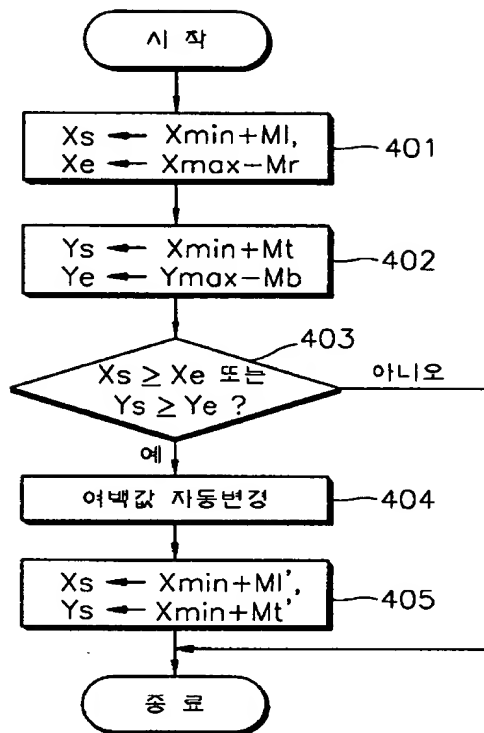 시 작
Xs ← Xmin+Ml,
Xe ← Xmax−Mr
401
Ys ← Xmin+Mt
Ye ← Ymax−Mb
402
403
Xs ≥ Xe 또는
Ys ≥ Ye ?
아니오
예
여백값 자동변경
404
Xs ← Xmin+Ml',
Ys ← Xmin+Mt'
405
종 료